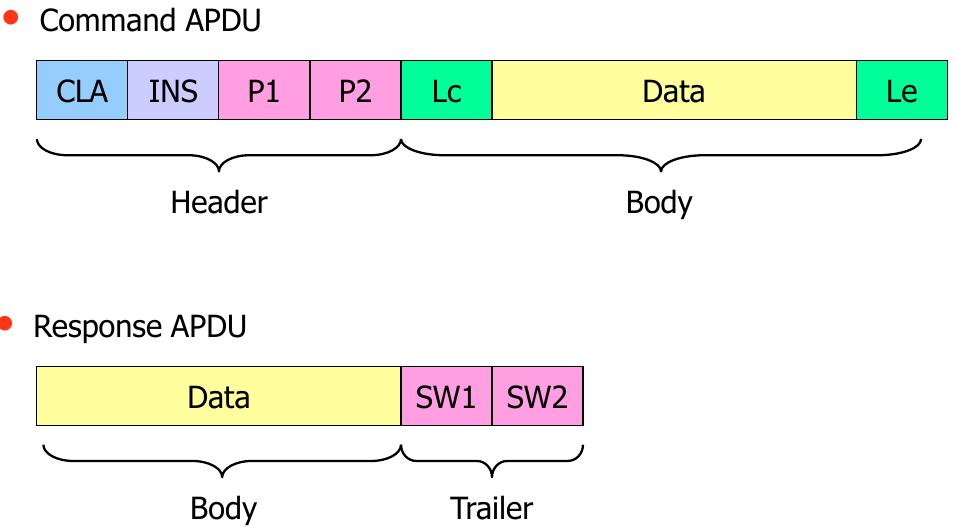 Command APDU
CLA INS P1 P2 Lc Data Le
Header Body
Response APDU
Data SW1 SW2
Body Trailer